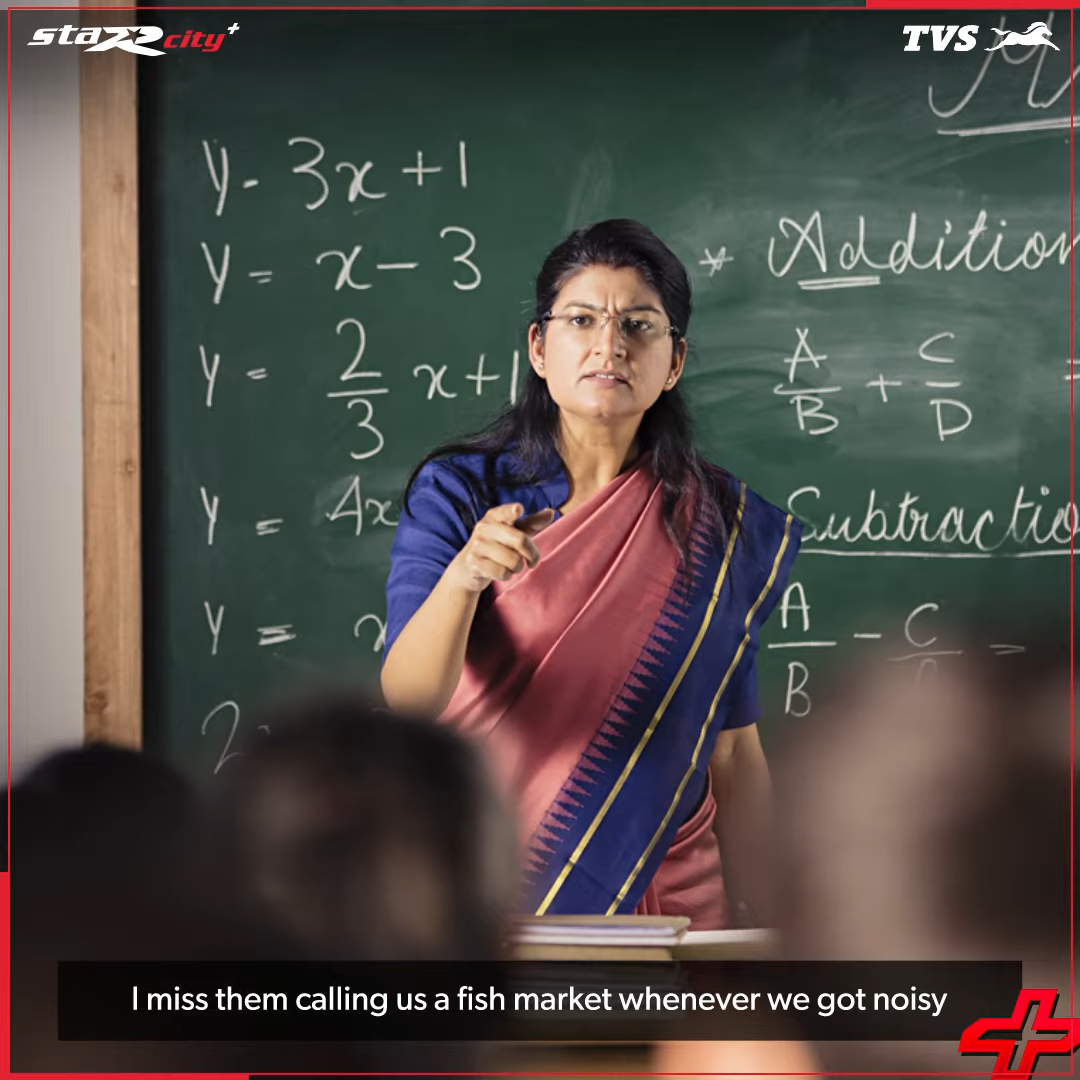 staR city+
TVS
y - 3x + 1
y = x - 3
y = 2/3 x + 1
y = 4x
y = x
* Addition
A/B + C/D =
Subtractio
A/B - C/ =
I miss them calling us a fish market whenever we got noisy